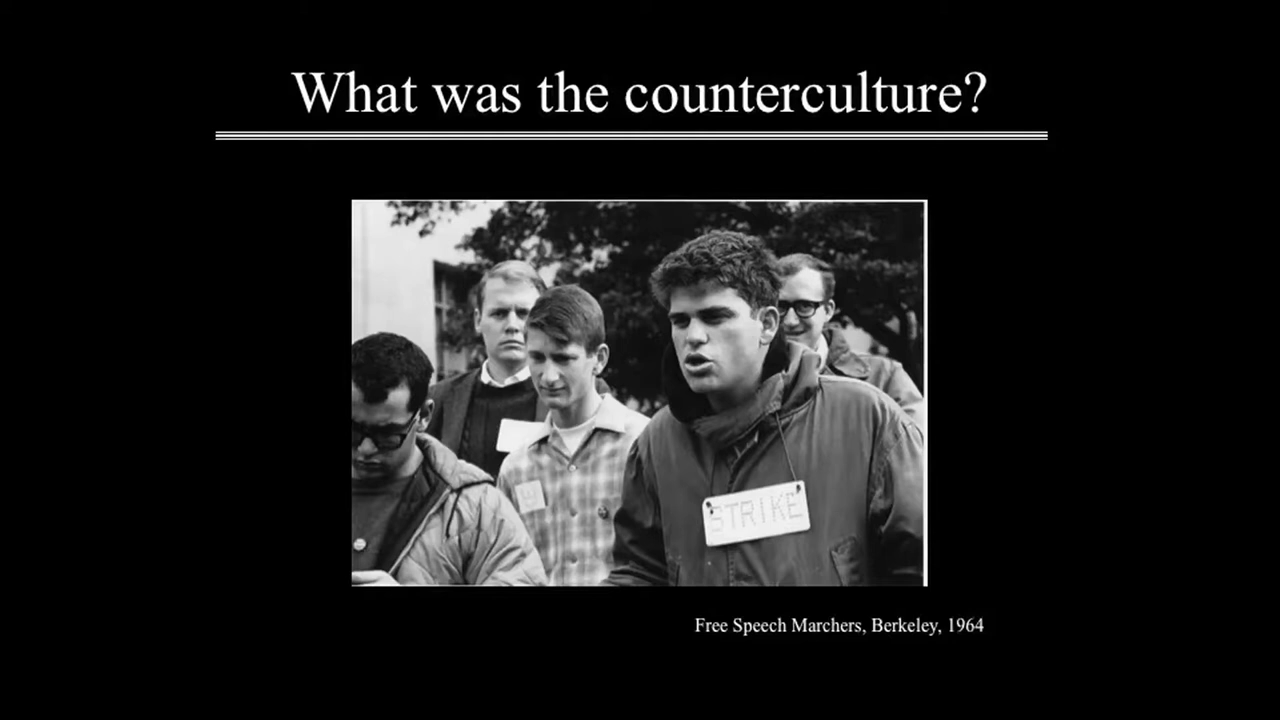 What was the counterculture?
STRIKE
Free Speech Marchers, Berkeley, 1964